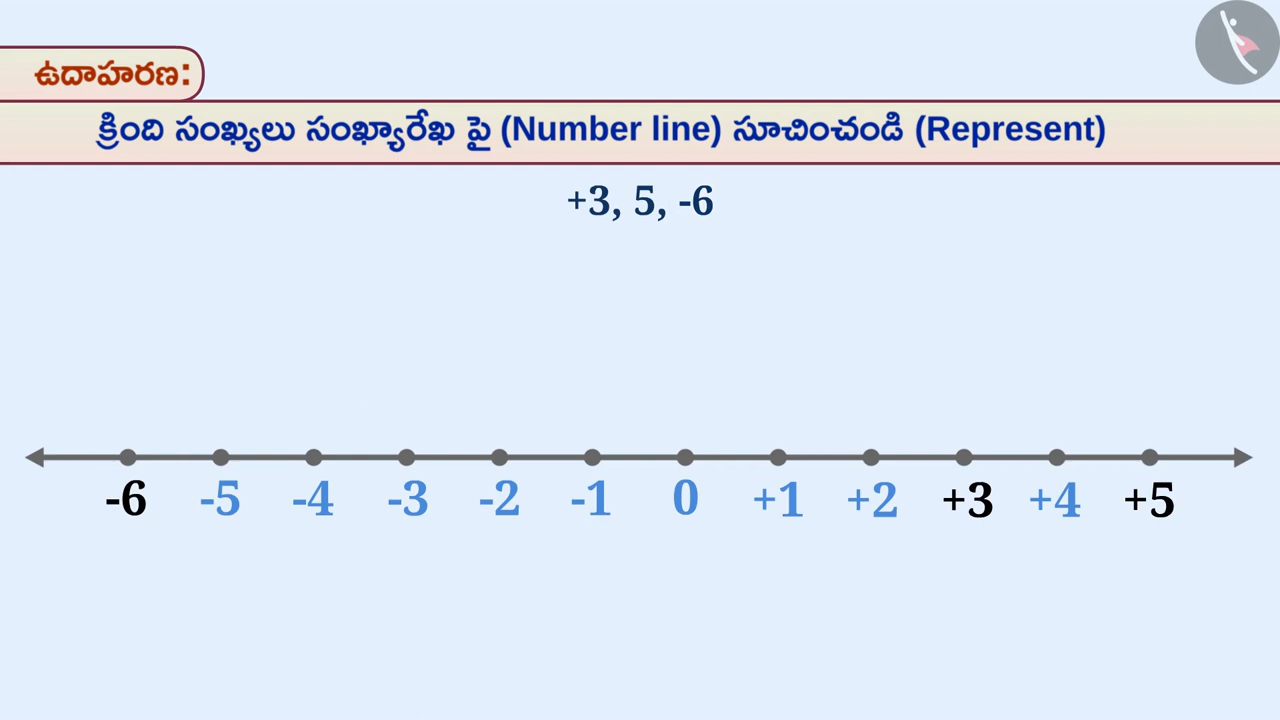 ఉదాహరణ:
క్రింది సంఖ్యలు సంఖ్యారేఖ పై (Number line) సూచించండి (Represent)
+3, 5, -6
-6 -5 -4 -3 -2 -1 0 +1 +2 +3 +4 +5